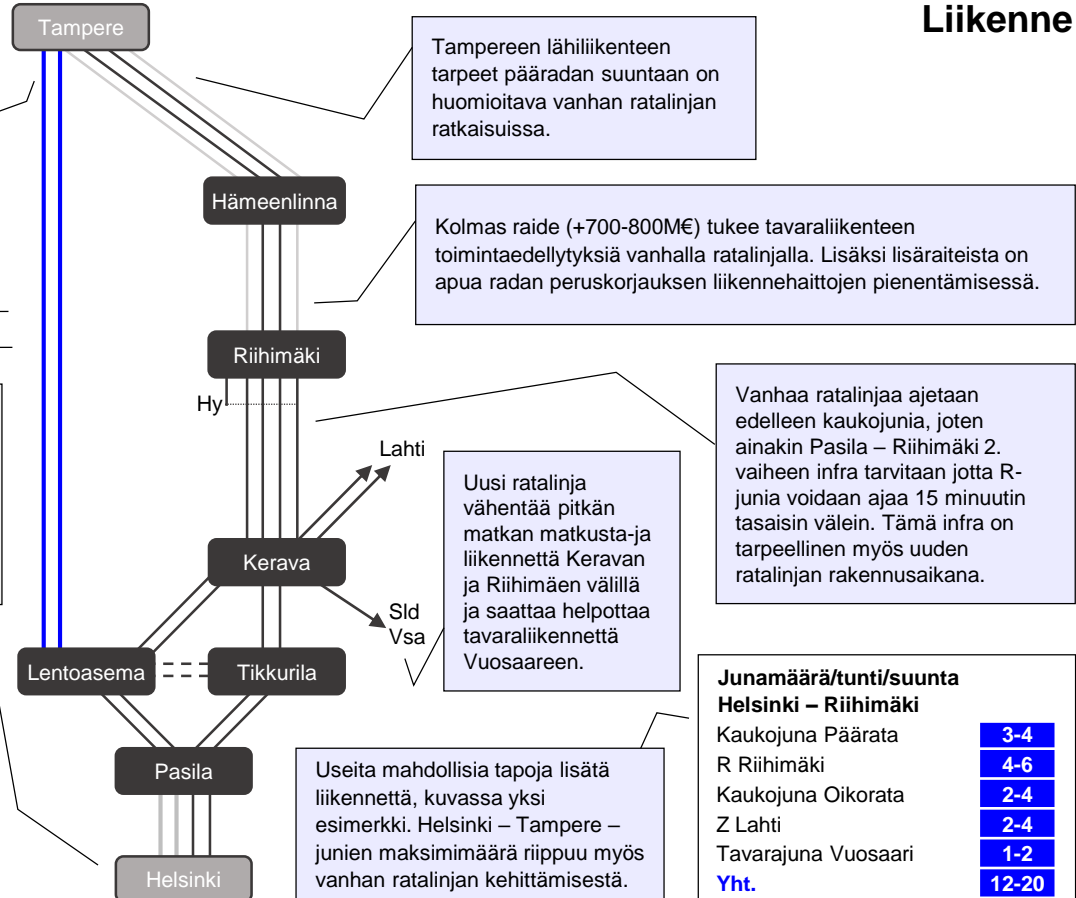 Liikenne
Tampere
Tampereen lähiliikenteen
tarpeet pääradan suuntaan on
huomioitava vanhan ratalinjan
ratkaisuissa.
Hämeenlinna
Kolmas raide (+700-800M€) tukee tavaraliikenteen
toimintaedellytyksiä vanhalla ratalinjalla. Lisäksi lisäraiteista on
apua radan peruskorjauksen liikennehaittojen pienentämisessä.
Riihimäki
Hy
Vanhaa ratalinjaa ajetaan
edelleen kaukojunia, joten
ainakin Pasila – Riihimäki 2.
vaiheen infra tarvitaan jotta R-
junia voidaan ajaa 15 minuutin
tasaisin välein. Tämä infra on
tarpeellinen myös uuden
ratalinjan rakennusaikana.
Lahti
Uusi ratalinja
vähentää pitkän
matkan matkusta-ja
liikennettä Keravan
ja Riihimäen välillä
ja saattaa helpottaa
tavaraliikennettä
Vuosaareen.
Kerava
Sld
Vsa
Lentoasema
Tikkurila
Pasila
Helsinki
Useita mahdollisia tapoja lisätä
liikennettä, kuvassa yksi
esimerkki. Helsinki – Tampere –
junien maksimimäärä riippuu myös
vanhan ratalinjan kehittämisestä.
Junamäärä/tunti/suunta
Helsinki – Riihimäki
Kaukojuna Päärata 3-4
R Riihimäki 4-6
Kaukojuna Oikorata 2-4
Z Lahti 2-4
Tavarajuna Vuosaari 1-2
Yht. 12-20